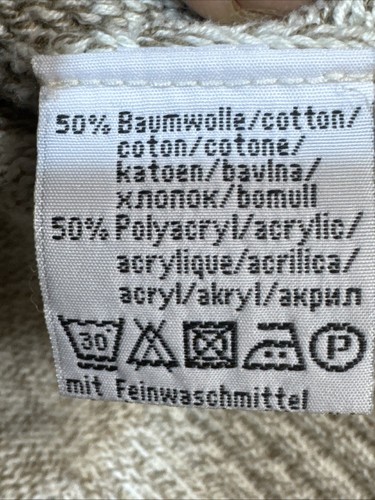 50% Baumwolle/cotton/
coton/cotone/
katoen/bavlna/
хлопок/bomull
50% Polyacryl/acrylic/
acrylique/acrilica/
acryl/akryl/акрил
30 P
mit Feinwaschmittel